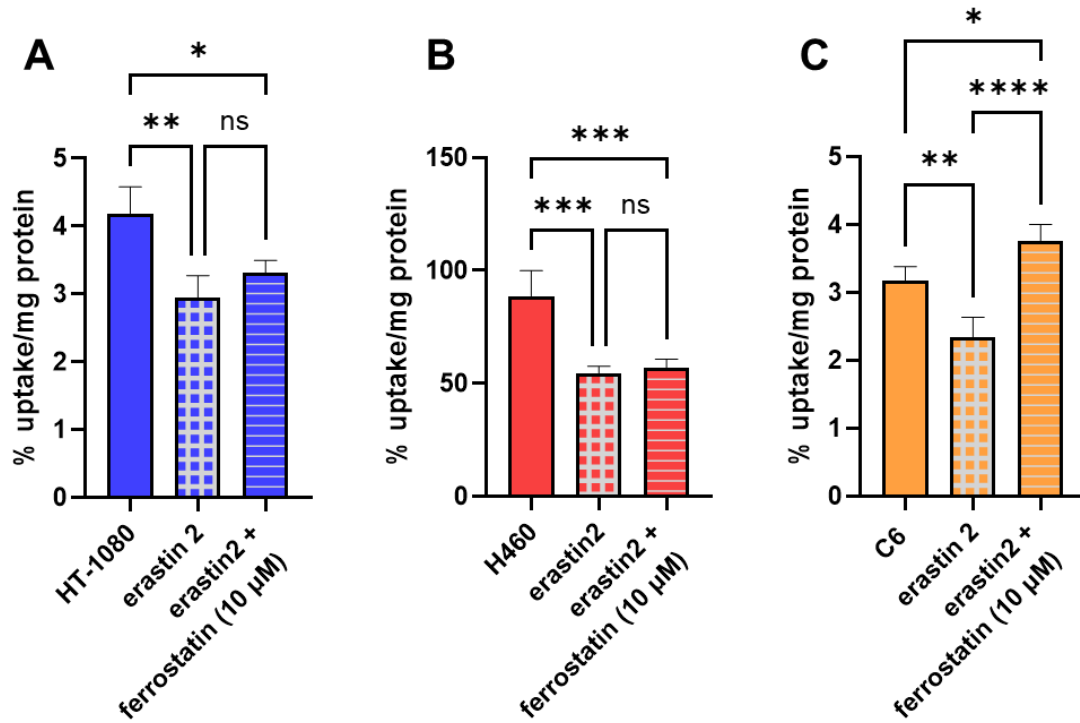 A
*
** ns
5
4
3
2
1
0
% uptake/mg protein
HT-1080
erastin 2
erastin2 +
ferrostatin (10 µM)
B
***
*** ns
150
100
50
0
% uptake/mg protein
H460
erastin2
erastin2 +
ferrostatin (10 µM)
C
*
****
**
5
4
3
2
1
0
% uptake/mg protein
C6
erastin 2
erastin2 +
ferrostatin (10 µM)